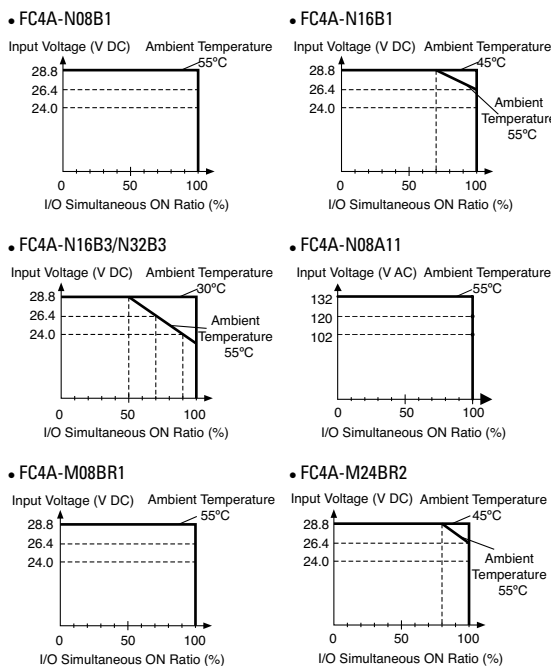 • FC4A-N08B1
Input Voltage (V DC) Ambient Temperature
55°C
28.8
26.4
24.0
0 50 100
I/O Simultaneous ON Ratio (%)
• FC4A-N16B1
Input Voltage (V DC) Ambient Temperature
45°C
28.8
26.4
24.0
Ambient
Temperature
55°C
0 50 100
I/O Simultaneous ON Ratio (%)
• FC4A-N16B3/N32B3
Input Voltage (V DC) Ambient Temperature
30°C
28.8
26.4
24.0
Ambient
Temperature
55°C
0 50 100
I/O Simultaneous ON Ratio (%)
• FC4A-N08A11
Input Voltage (V AC) Ambient Temperature
55°C
132
120
102
0 50 100
I/O Simultaneous ON Ratio (%)
• FC4A-M08BR1
Input Voltage (V DC) Ambient Temperature
55°C
28.8
26.4
24.0
0 50 100
I/O Simultaneous ON Ratio (%)
• FC4A-M24BR2
Input Voltage (V DC) Ambient Temperature
45°C
28.8
26.4
24.0
Ambient
Temperature
55°C
0 50 100
I/O Simultaneous ON Ratio (%)